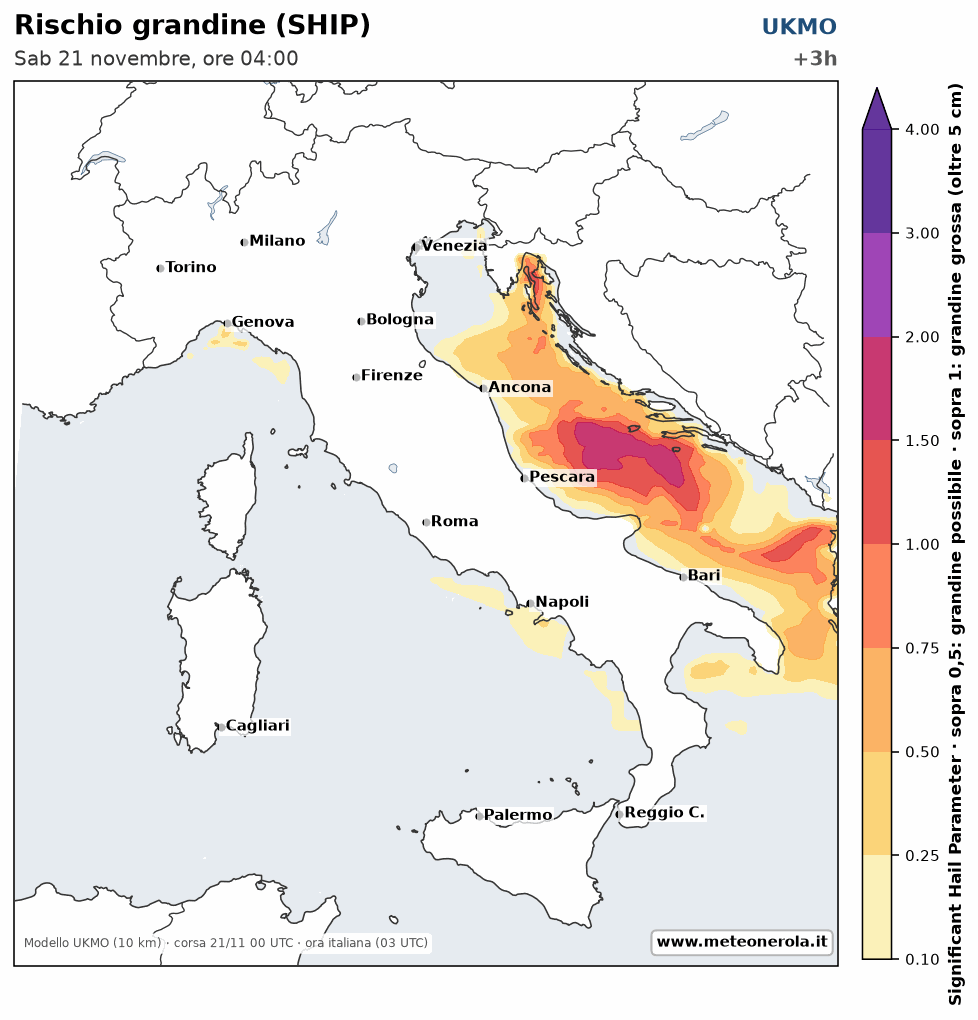 Rischio grandine (SHIP)
UKMO
Sab 21 novembre, ore 04:00
+3h
4.00
3.00
2.00
1.50
1.00
0.75
0.50
0.25
0.10
Significant Hail Parameter · sopra 0,5: grandine possibile · sopra 1: grandine grossa (oltre 5 cm)
Milano
Venezia
Torino
Genova
Bologna
Firenze
Ancona
Pescara
Roma
Bari
Napoli
Cagliari
Palermo
Reggio C.
Modello UKMO (10 km) · corsa 21/11 00 UTC · ora italiana (03 UTC)
www.meteonerola.it